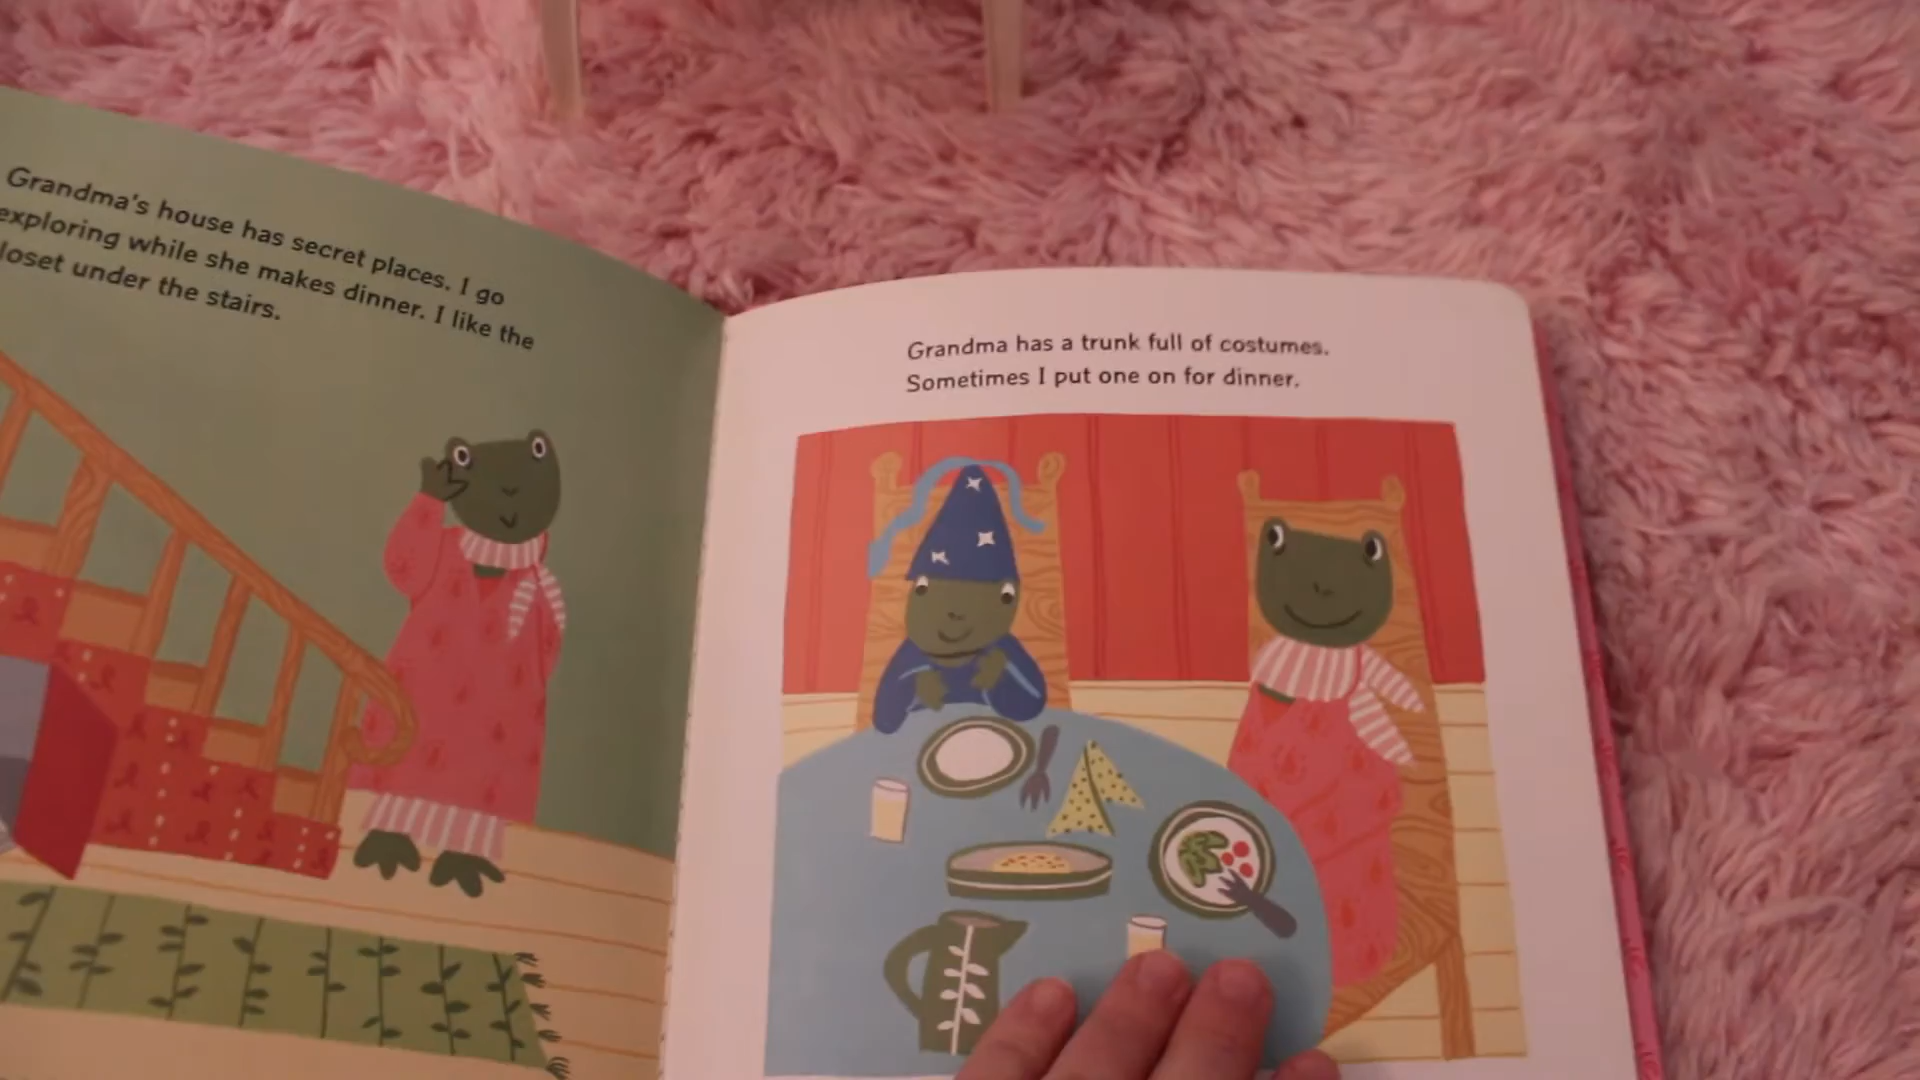 Grandma's house has secret places. I go
exploring while she makes dinner. I like the
loset under the stairs.
Grandma has a trunk full of costumes.
Sometimes I put one on for dinner.